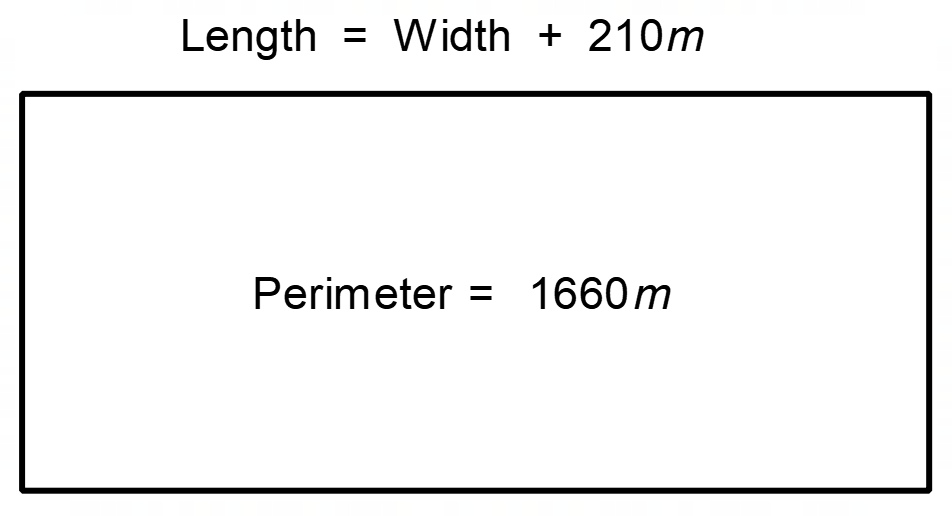 Length = Width + 210m
Perimeter = 1660m